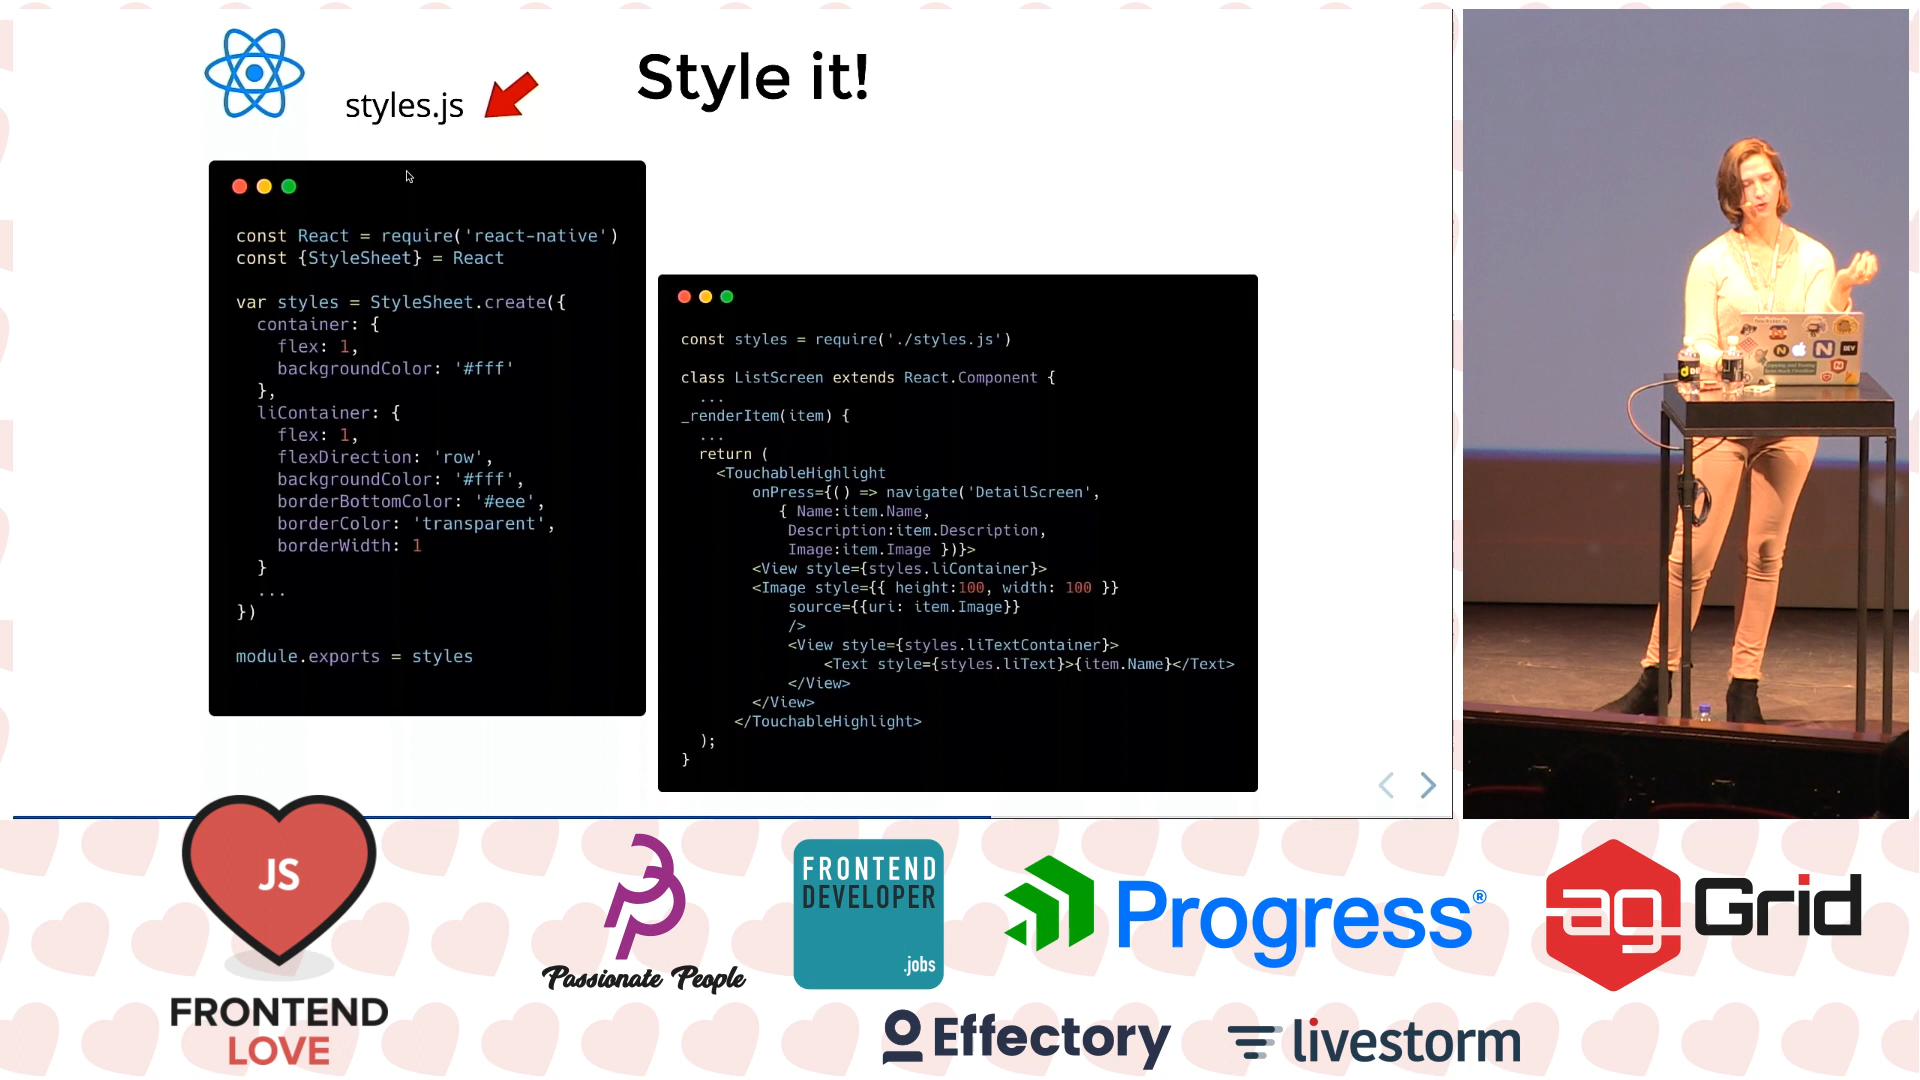 styles.js
Style it!
const React = require('react-native')
const {StyleSheet} = React
var styles = StyleSheet.create({
  container: {
    flex: 1,
    backgroundColor: '#fff'
  },
  liContainer: {
    flex: 1,
    flexDirection: 'row',
    backgroundColor: '#fff',
    borderBottomColor: '#eee',
    borderColor: 'transparent',
    borderWidth: 1
  }
  ...
})
module.exports = styles
const styles = require('./styles.js')
class ListScreen extends React.Component {
  ...
_renderItem(item) {
  ...
  return (
    <TouchableHighlight
        onPress={() => navigate('DetailScreen',
           { Name:item.Name,
            Description:item.Description,
            Image:item.Image })}>
        <View style={styles.liContainer}>
        <Image style={{ height:100, width: 100 }}
            source={{uri: item.Image}}
            />
            <View style={styles.liTextContainer}>
                <Text style={styles.liText}>{item.Name}</Text>
            </View>
        </View>
      </TouchableHighlight>
  );
}
JS
FRONTEND
LOVE
Passionate People
FRONTEND
DEVELOPER
.jobs
Progress®
ag Grid
Effectory
livestorm
DEV